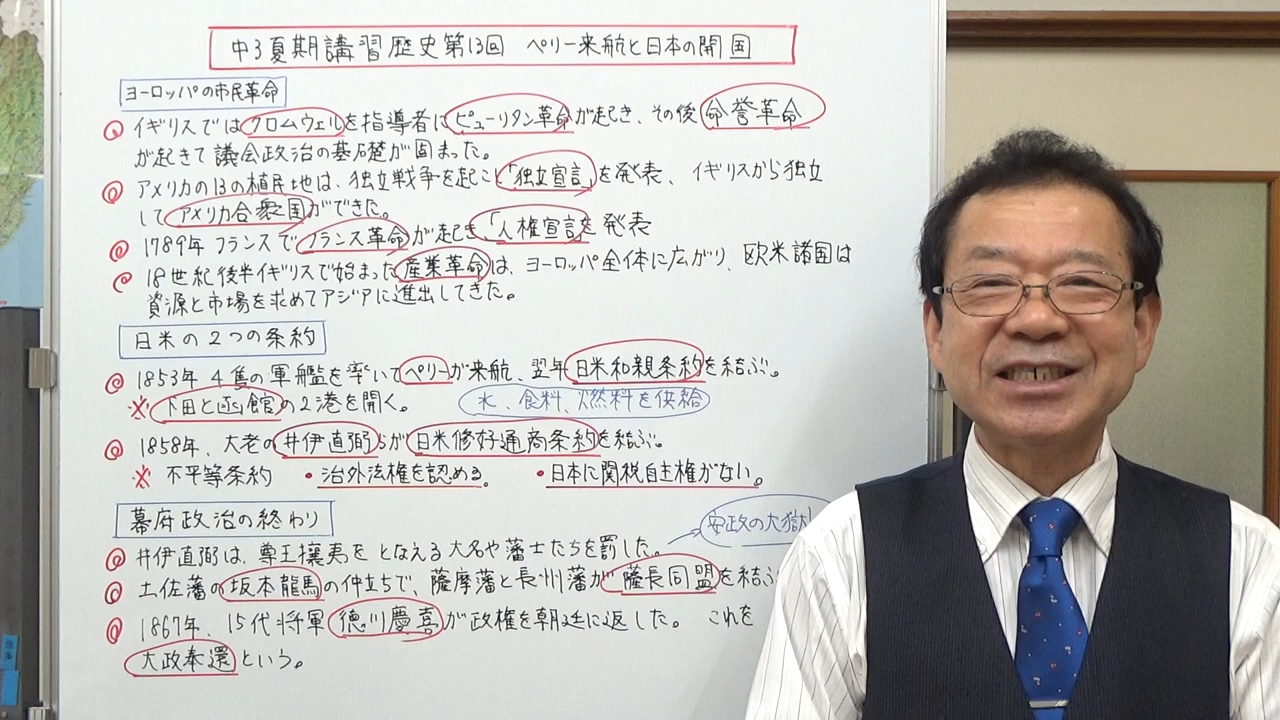 中3夏期講習歴史第13回 ペリー来航と日本の開国
ヨーロッパの市民革命
◎ イギリスではクロムウェルを指導者にピューリタン革命が起き、その後命誉革命
が起きて議会政治の基礎が固まった。
◎ アメリカの13の植民地は、独立戦争を起こし「独立宣言」を発表、イギリスから独立
して アメリカ合衆国ができた。
◎ 1789年 フランスで フランス革命が起き「人権宣言」を発表
◎ 18世紀後半イギリスで始まった産業革命は、ヨーロッパ全体に広がり、欧米諸国は
資源と市場を求めてアジアに進出してきた。
日米の2つの条約
◎ 1853年 4隻の軍艦を率いてペリーが来航、翌年日米和親条約を結ぶ。
※ 下田と函館の2港を開く。 水、食料、燃料を供給
◎ 1858年、大老の井伊直弼らが日米修好通商条約を結ぶ。
※ 不平等条約 ・治外法権を認める。 ・日本に関税自主権がない。
幕府政治の終わり
安政の大獄
◎ 井伊直弼は、尊王攘夷を となえる大名や藩士たちを罰した。
◎ 土佐藩の坂本龍馬の仲立ちで、薩摩藩と長州藩が薩長同盟を結ぶ
◎ 1867年、15代将軍 徳川慶喜が政権を朝廷に返した。 これを
大政奉還という。